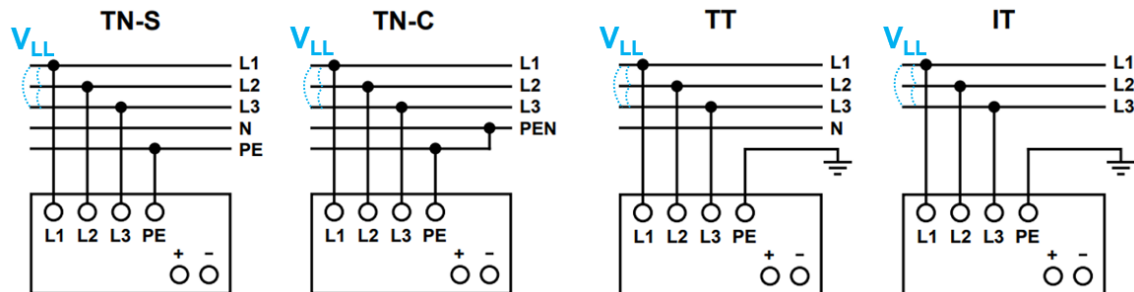 TN-S
V_LL
L1
L2
L3
N
PE
L1 L2 L3 PE
+ −
TN-C
V_LL
L1
L2
L3
PEN
L1 L2 L3 PE
+ −
TT
V_LL
L1
L2
L3
N
L1 L2 L3 PE
+ −
IT
V_LL
L1
L2
L3
L1 L2 L3 PE
+ −